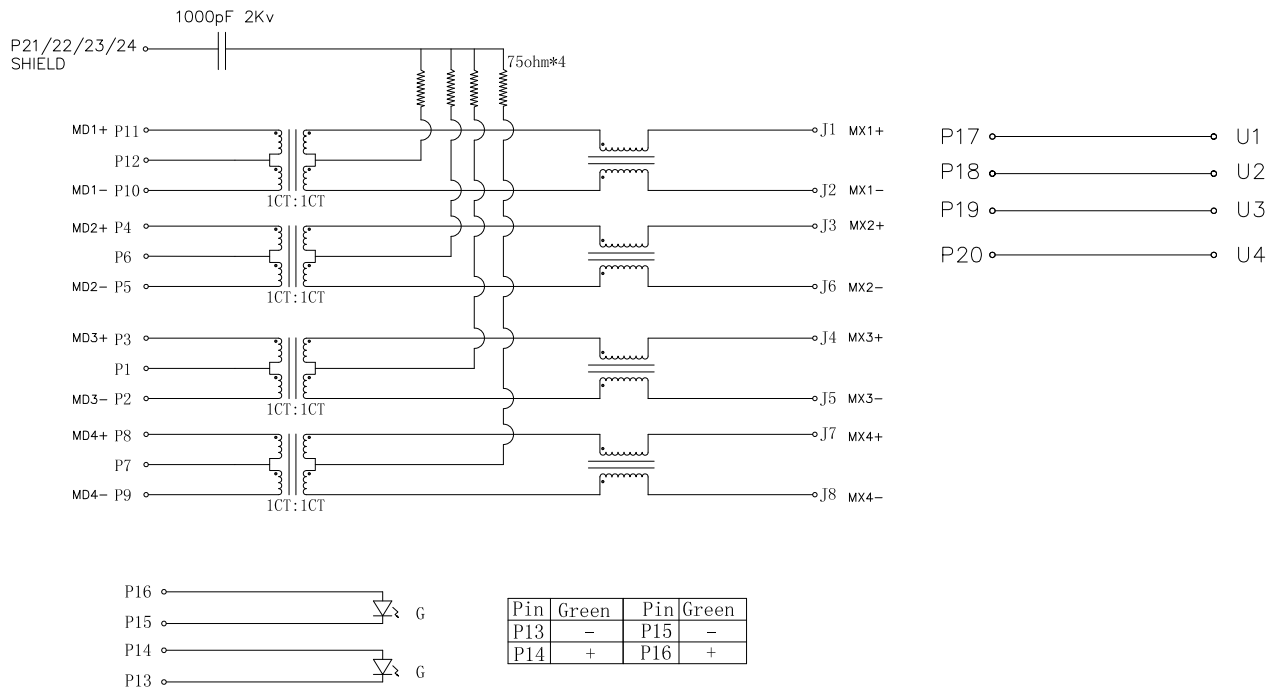 1000pF 2Kv
P21/22/23/24
SHIELD
75ohm*4
MD1+ P11
P12
MD1- P10
1CT:1CT
J1 MX1+
J2 MX1-
MD2+ P4
P6
MD2- P5
1CT:1CT
J3 MX2+
J6 MX2-
MD3+ P3
P1
MD3- P2
1CT:1CT
J4 MX3+
J5 MX3-
MD4+ P8
P7
MD4- P9
1CT:1CT
J7 MX4+
J8 MX4-
P17 U1
P18 U2
P19 U3
P20 U4
P16
P15
G
P14
P13
G
Pin Green Pin Green
P13 - P15 -
P14 + P16 +